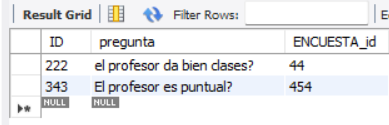 Result Grid Filter Rows:
ID pregunta ENCUESTA_id
222 el profesor da bien clases? 44
343 El profesor es puntual? 454
NULL NULL